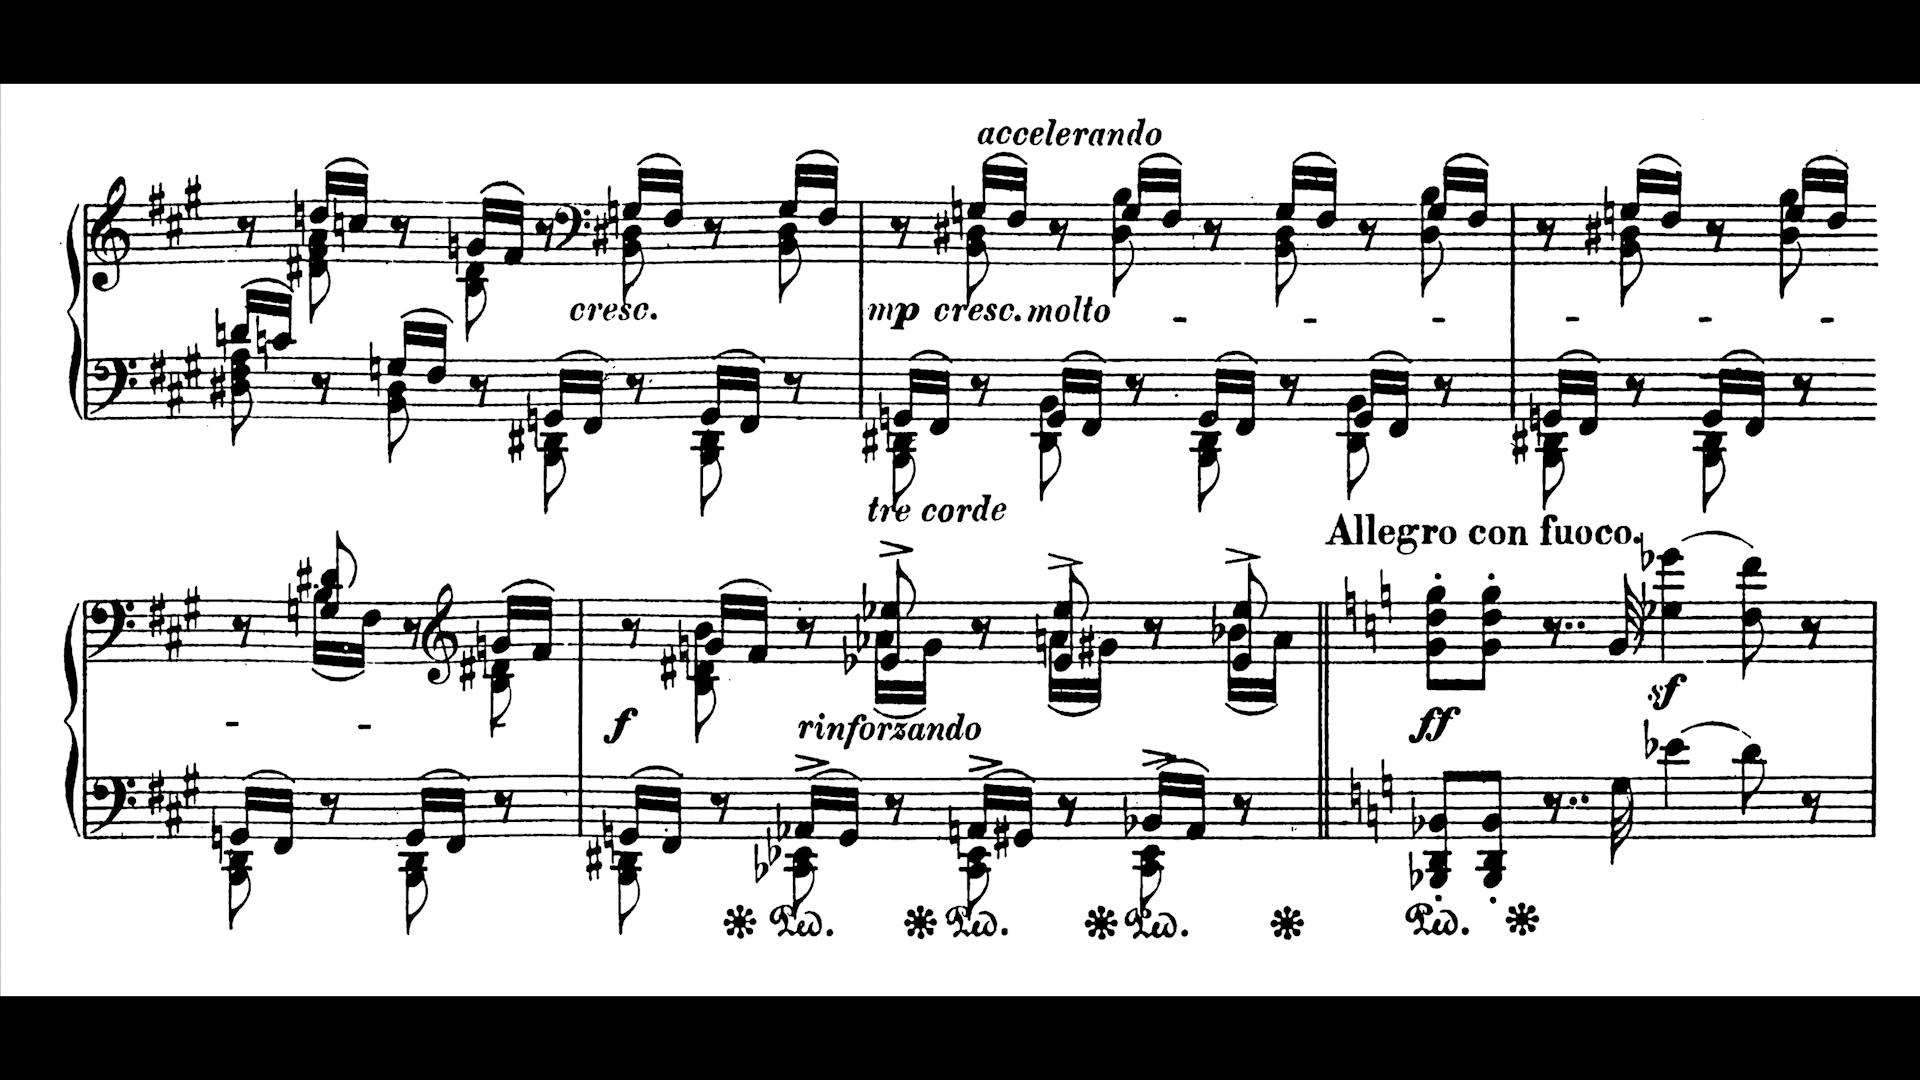 accelerando
cresc. mp cresc. molto
tre corde
Allegro con fuoco.
sf
f rinforzando ff
Ped. Ped. Ped. Ped.